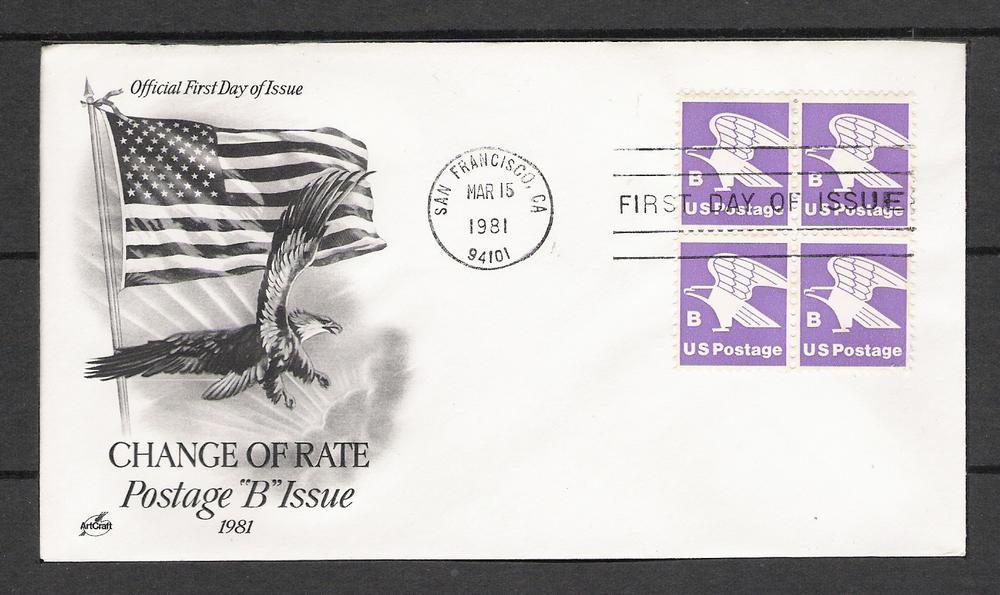 Official First Day of Issue
SAN FRANCISCO, CA
MAR 15
1981
94101
FIRST DAY OF ISSUE
B
US Postage
B
US Postage
B
US Postage
B
US Postage
CHANGE OF RATE
Postage "B" Issue
1981
ArtCraft